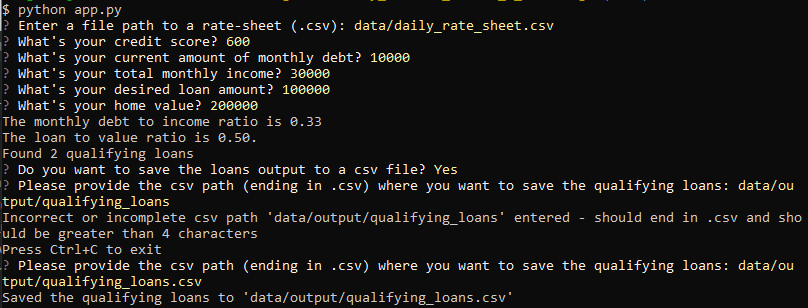 $ python app.py
? Enter a file path to a rate-sheet (.csv): data/daily_rate_sheet.csv
? What's your credit score? 600
? What's your current amount of monthly debt? 10000
? What's your total monthly income? 30000
? What's your desired loan amount? 100000
? What's your home value? 200000
The monthly debt to income ratio is 0.33
The loan to value ratio is 0.50.
Found 2 qualifying loans
? Do you want to save the loans output to a csv file? Yes
? Please provide the csv path (ending in .csv) where you want to save the qualifying loans: data/ou
tput/qualifying_loans
Incorrect or incomplete csv path 'data/output/qualifying_loans' entered - should end in .csv and sho
uld be greater than 4 characters
Press Ctrl+C to exit
? Please provide the csv path (ending in .csv) where you want to save the qualifying loans: data/ou
tput/qualifying_loans.csv
Saved the qualifying loans to 'data/output/qualifying_loans.csv'